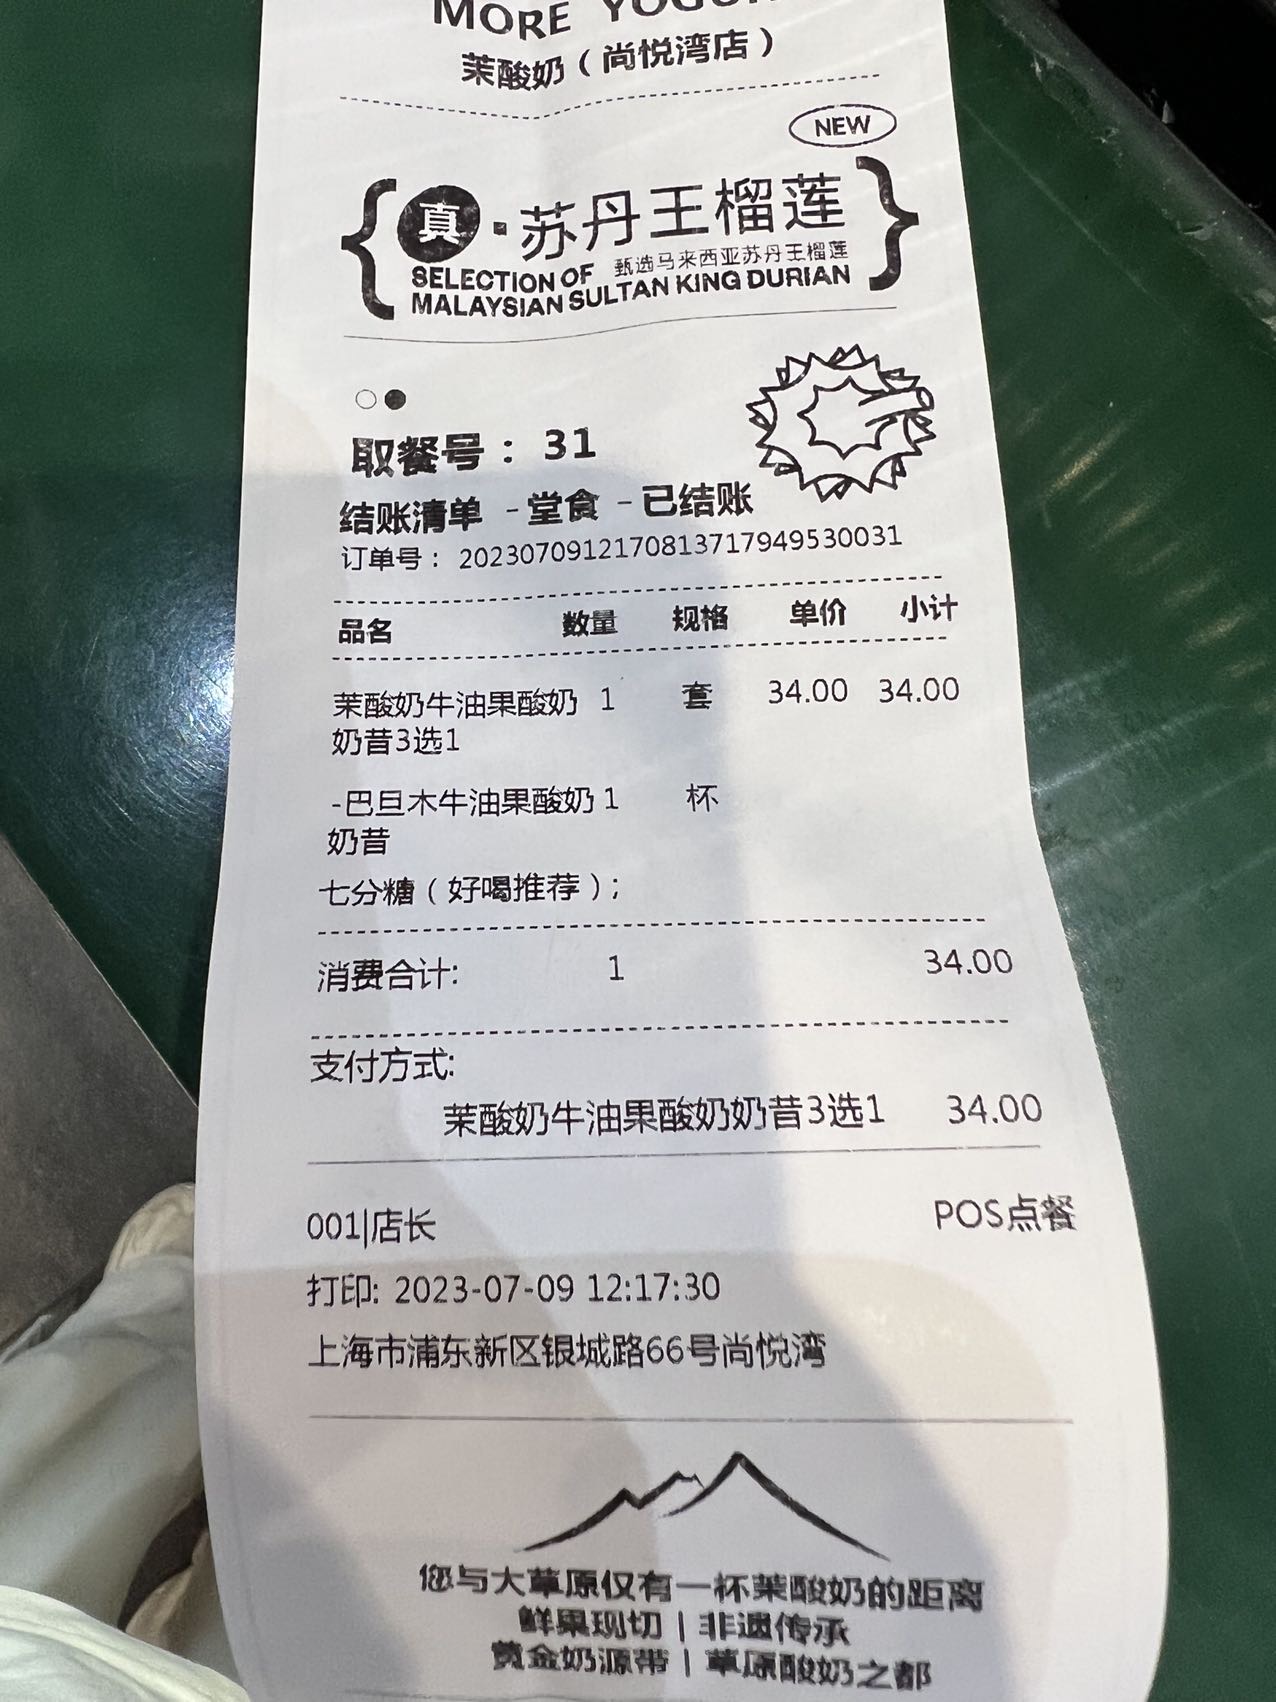 MORE YOGUR
茉酸奶（尚悦湾店）
NEW
真·苏丹王榴莲
甄选马来西亚苏丹王榴莲
SELECTION OF
MALAYSIAN SULTAN KING DURIAN
取餐号： 31
结账清单 -堂食 -已结账
订单号： 2023070912170813717949530031
品名 数量 规格 单价 小计
茉酸奶牛油果酸奶 1 套 34.00 34.00
奶昔3选1
-巴旦木牛油果酸奶 1 杯
奶昔
七分糖（好喝推荐）;
消费合计: 1 34.00
支付方式:
茉酸奶牛油果酸奶奶昔3选1 34.00
001|店长 POS点餐
打印: 2023-07-09 12:17:30
上海市浦东新区银城路66号尚悦湾
您与大草原仅有一杯茉酸奶的距离
鲜果现切 | 非遗传承
黄金奶源带 | 草原酸奶之都